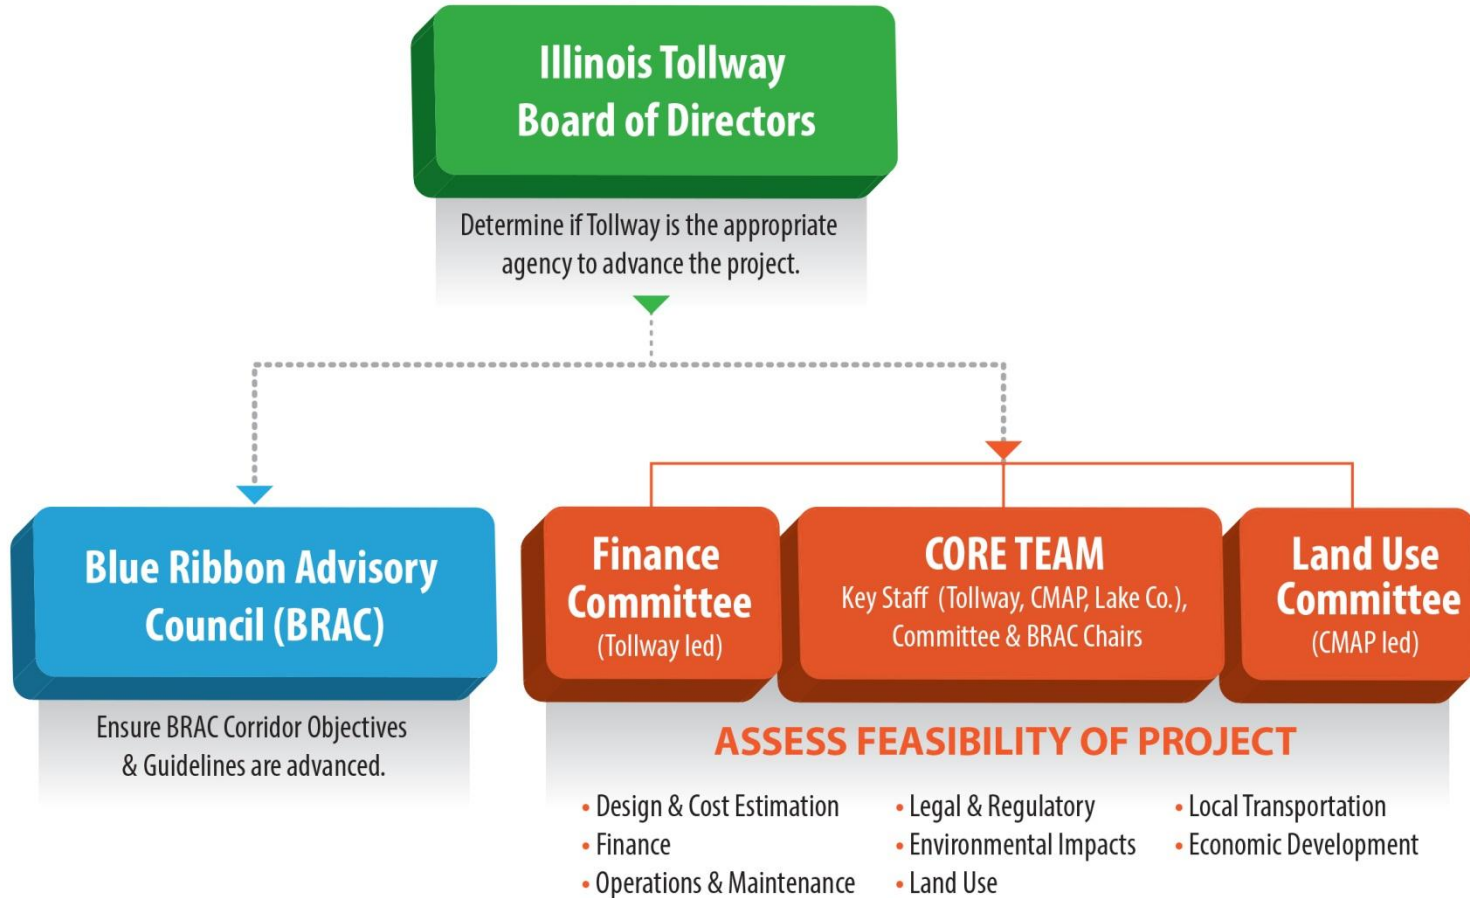 Illinois Tollway
Board of Directors
Determine if Tollway is the appropriate
agency to advance the project.
Blue Ribbon Advisory
Council (BRAC)
Ensure BRAC Corridor Objectives
& Guidelines are advanced.
Finance
Committee
(Tollway led)
CORE TEAM
Key Staff (Tollway, CMAP, Lake Co.),
Committee & BRAC Chairs
Land Use
Committee
(CMAP led)
ASSESS FEASIBILITY OF PROJECT
• Design & Cost Estimation
• Finance
• Operations & Maintenance
• Legal & Regulatory
• Environmental Impacts
• Land Use
• Local Transportation
• Economic Development